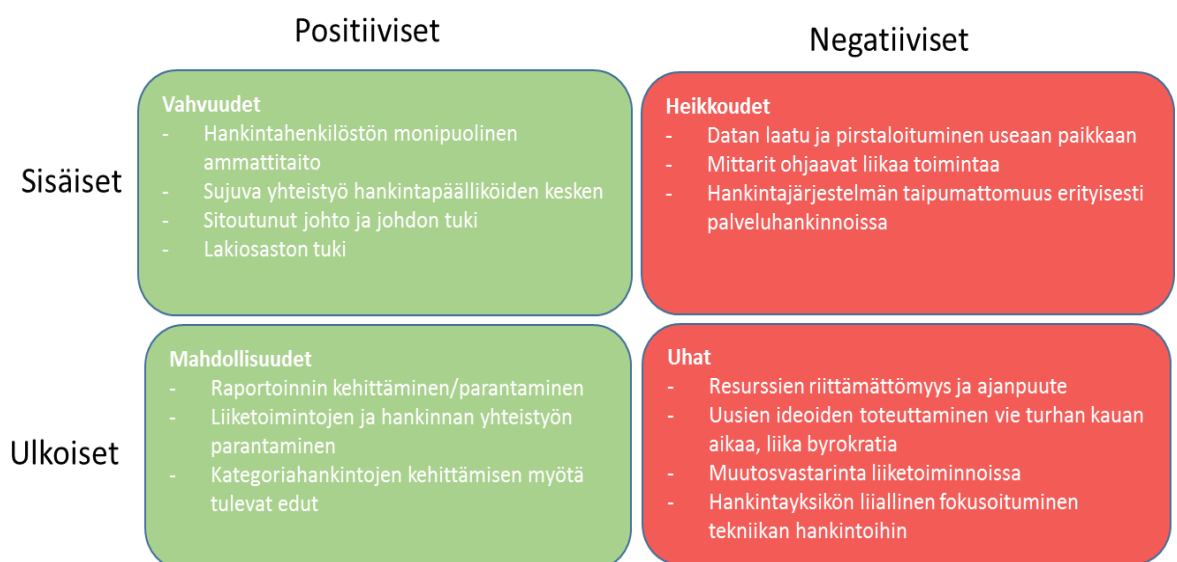 Positiiviset
Negatiiviset
Sisäiset
Vahvuudet
- Hankintahenkilöstön monipuolinen
ammattitaito
- Sujuva yhteistyö hankintapäälliköiden kesken
- Sitoutunut johto ja johdon tuki
- Lakiosaston tuki
Heikkoudet
- Datan laatu ja pirstaloituminen useaan paikkaan
- Mittarit ohjaavat liikaa toimintaa
- Hankintajärjestelmän taipumattomuus erityisesti
palveluhankinnoissa
Ulkoiset
Mahdollisuudet
- Raportoinnin kehittäminen/parantaminen
- Liiketoimintojen ja hankinnan yhteistyön
parantaminen
- Kategoriahankintojen kehittämisen myötä
tulevat edut
Uhat
- Resurssien riittämättömyys ja ajanpuute
- Uusien ideoiden toteuttaminen vie turhan kauan
aikaa, liika byrokratia
- Muutosvastarinta liiketoiminnoissa
- Hankintayksikön liiallinen fokusoituminen
tekniikan hankintoihin